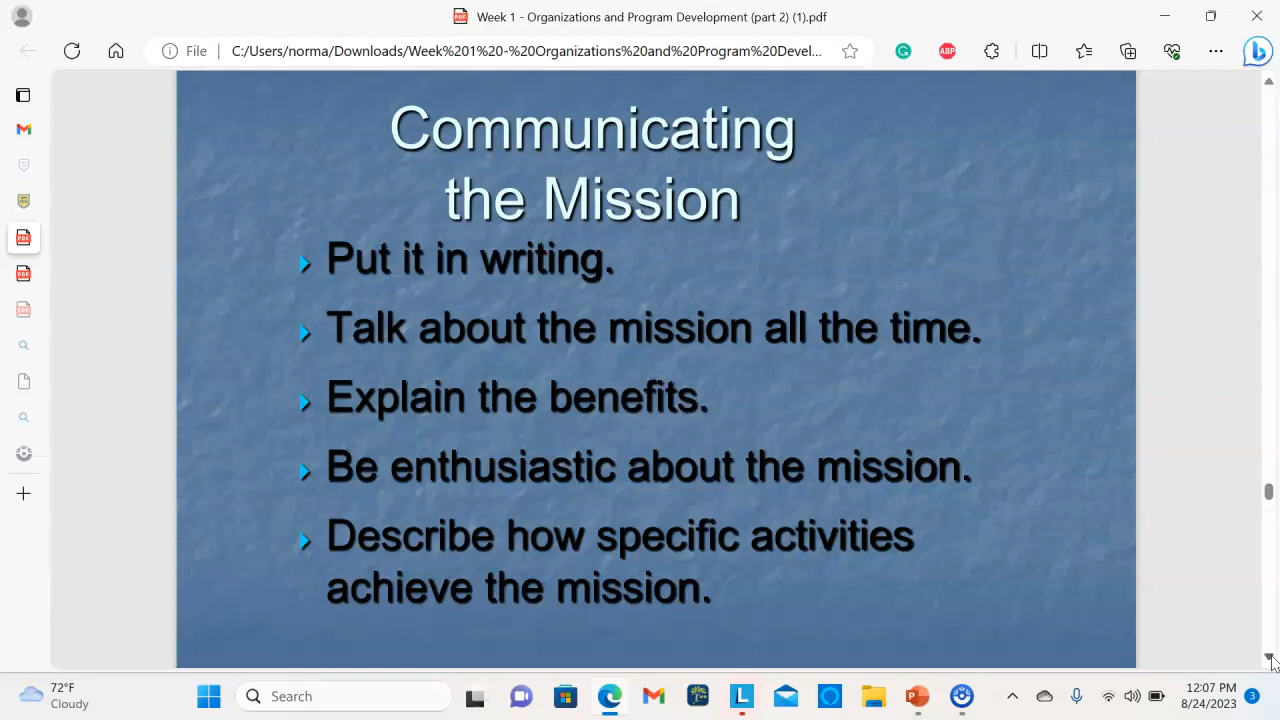 Week 1 - Organizations and Program Development (part 2) (1).pdf
File
C:/Users/norma/Downloads/Week%201%20-%20Organizations%20and%20Program%20Devel...
ABP
Communicating
the Mission
Put it in writing.
Talk about the mission all the time.
Explain the benefits.
Be enthusiastic about the mission.
Describe how specific activities
achieve the mission.
72°F
Cloudy
Search
L
12:07 PM
8/24/2023
3